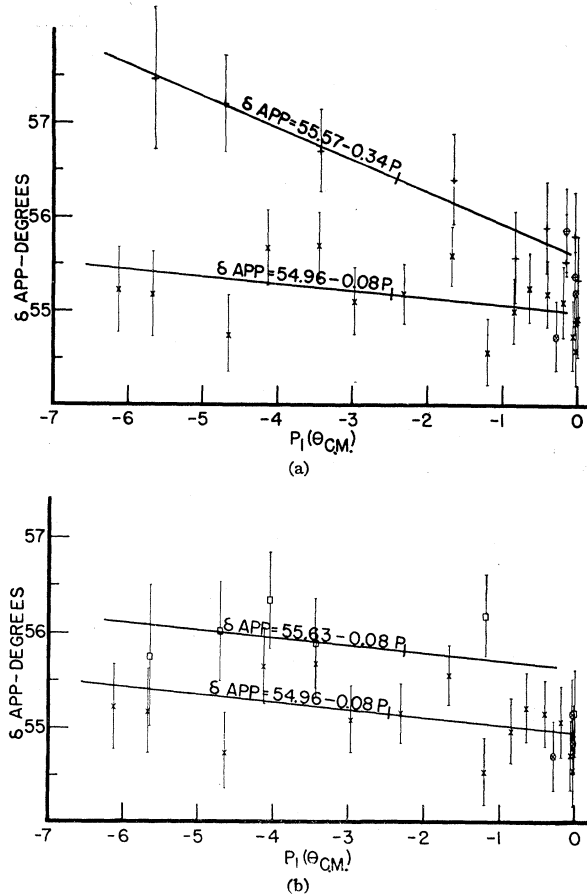 δ APP-DEGREES
57
56
55
δ APP=55.57-0.34 P
δ APP=54.96-0.08 P₁
-7 -6 -5 -4 -3 -2 -1 0
P₁(θC.M.)
(a)
δ APP-DEGREES
57
56
55
δ APP=55.63-0.08 P₁
δ APP=54.96-0.08 P₁
-7 -6 -5 -4 -3 -2 -1 0
P₁(θC.M.)
(b)